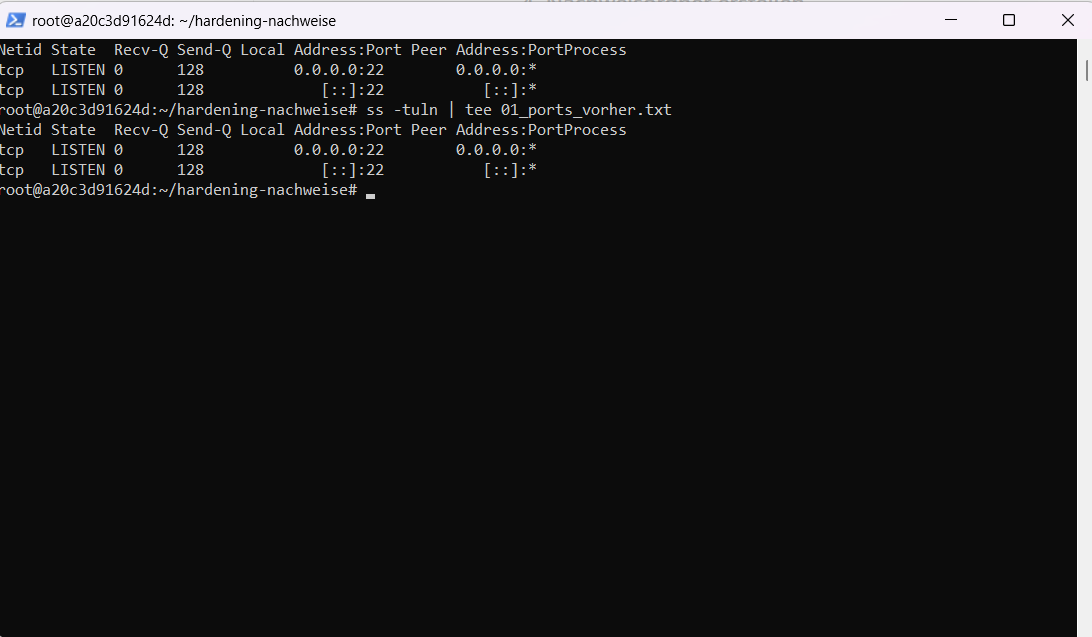 root@a20c3d91624d: ~/hardening-nachweise
Netid State  Recv-Q Send-Q Local Address:Port Peer Address:PortProcess
tcp   LISTEN 0      128          0.0.0.0:22        0.0.0.0:*
tcp   LISTEN 0      128             [::]:22           [::]:*
root@a20c3d91624d:~/hardening-nachweise# ss -tuln | tee 01_ports_vorher.txt
Netid State  Recv-Q Send-Q Local Address:Port Peer Address:PortProcess
tcp   LISTEN 0      128          0.0.0.0:22        0.0.0.0:*
tcp   LISTEN 0      128             [::]:22           [::]:*
root@a20c3d91624d:~/hardening-nachweise#